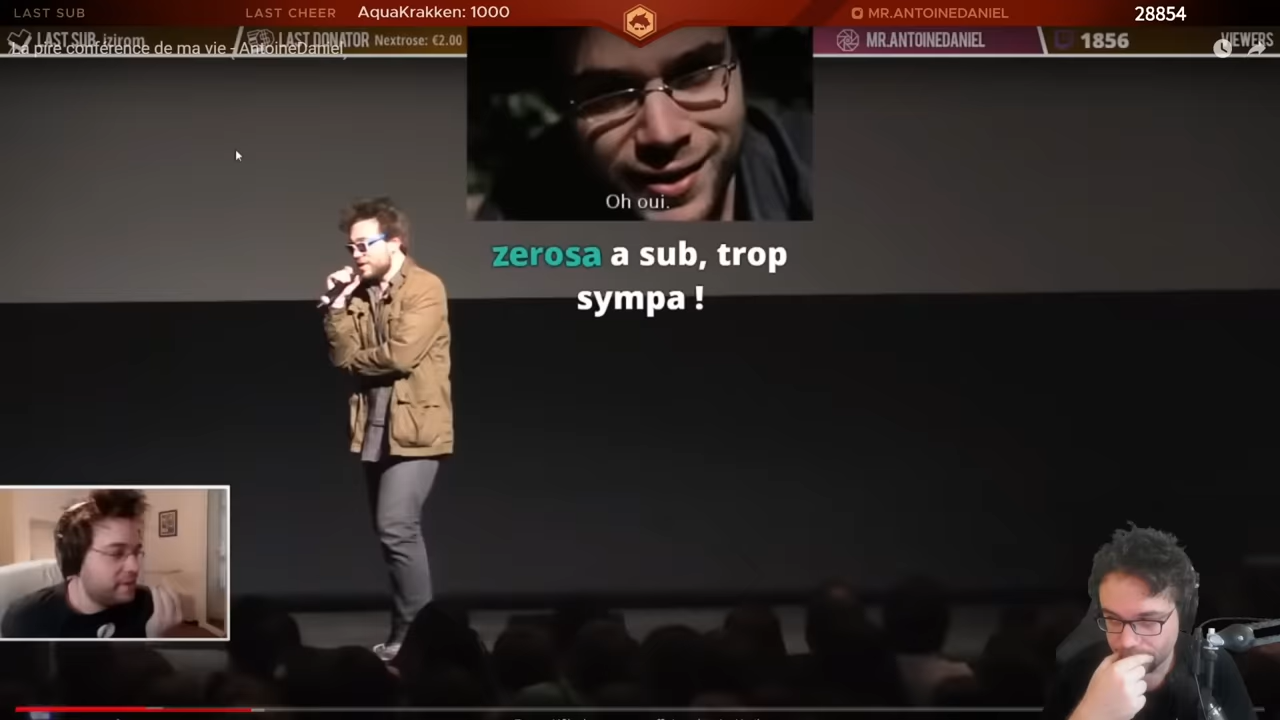 LAST SUB
LAST CHEER
AquaKrakken: 1000
MR.ANTOINEDANIEL
28854
LAST SUB: izirom
LAST DONATOR Nextrose: €2.00
MR.ANTOINEDANIEL
1856
VIEWERS
La pire conférence de ma vie - AntoineDaniel
Oh oui.
zerosa a sub, trop
sympa !